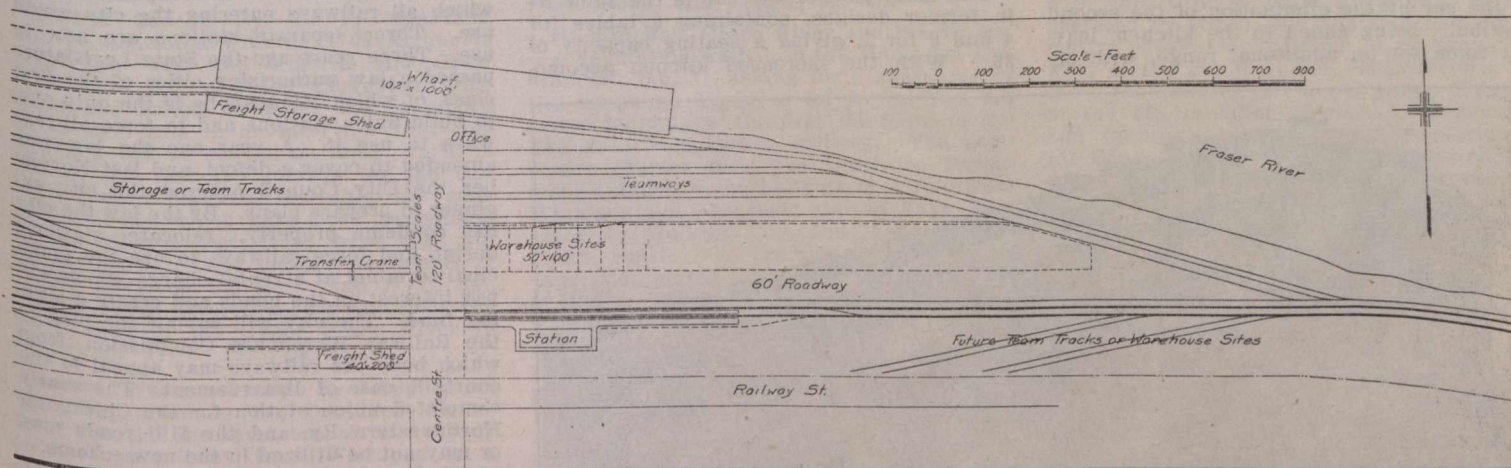 Wharf
102' x 1000'
Scale-Feet
100 0 100 200 300 400 500 600 700 800
Freight Storage Shed
Office
Fraser River
Storage or Team Tracks
Teamways
Team Scales
120' Roadway
Warehouse Sites
50'x100'
Transfer Crane
60' Roadway
Station
Future Team Tracks or Warehouse Sites
Freight Shed
40'x200'
Railway St.
Centre St.